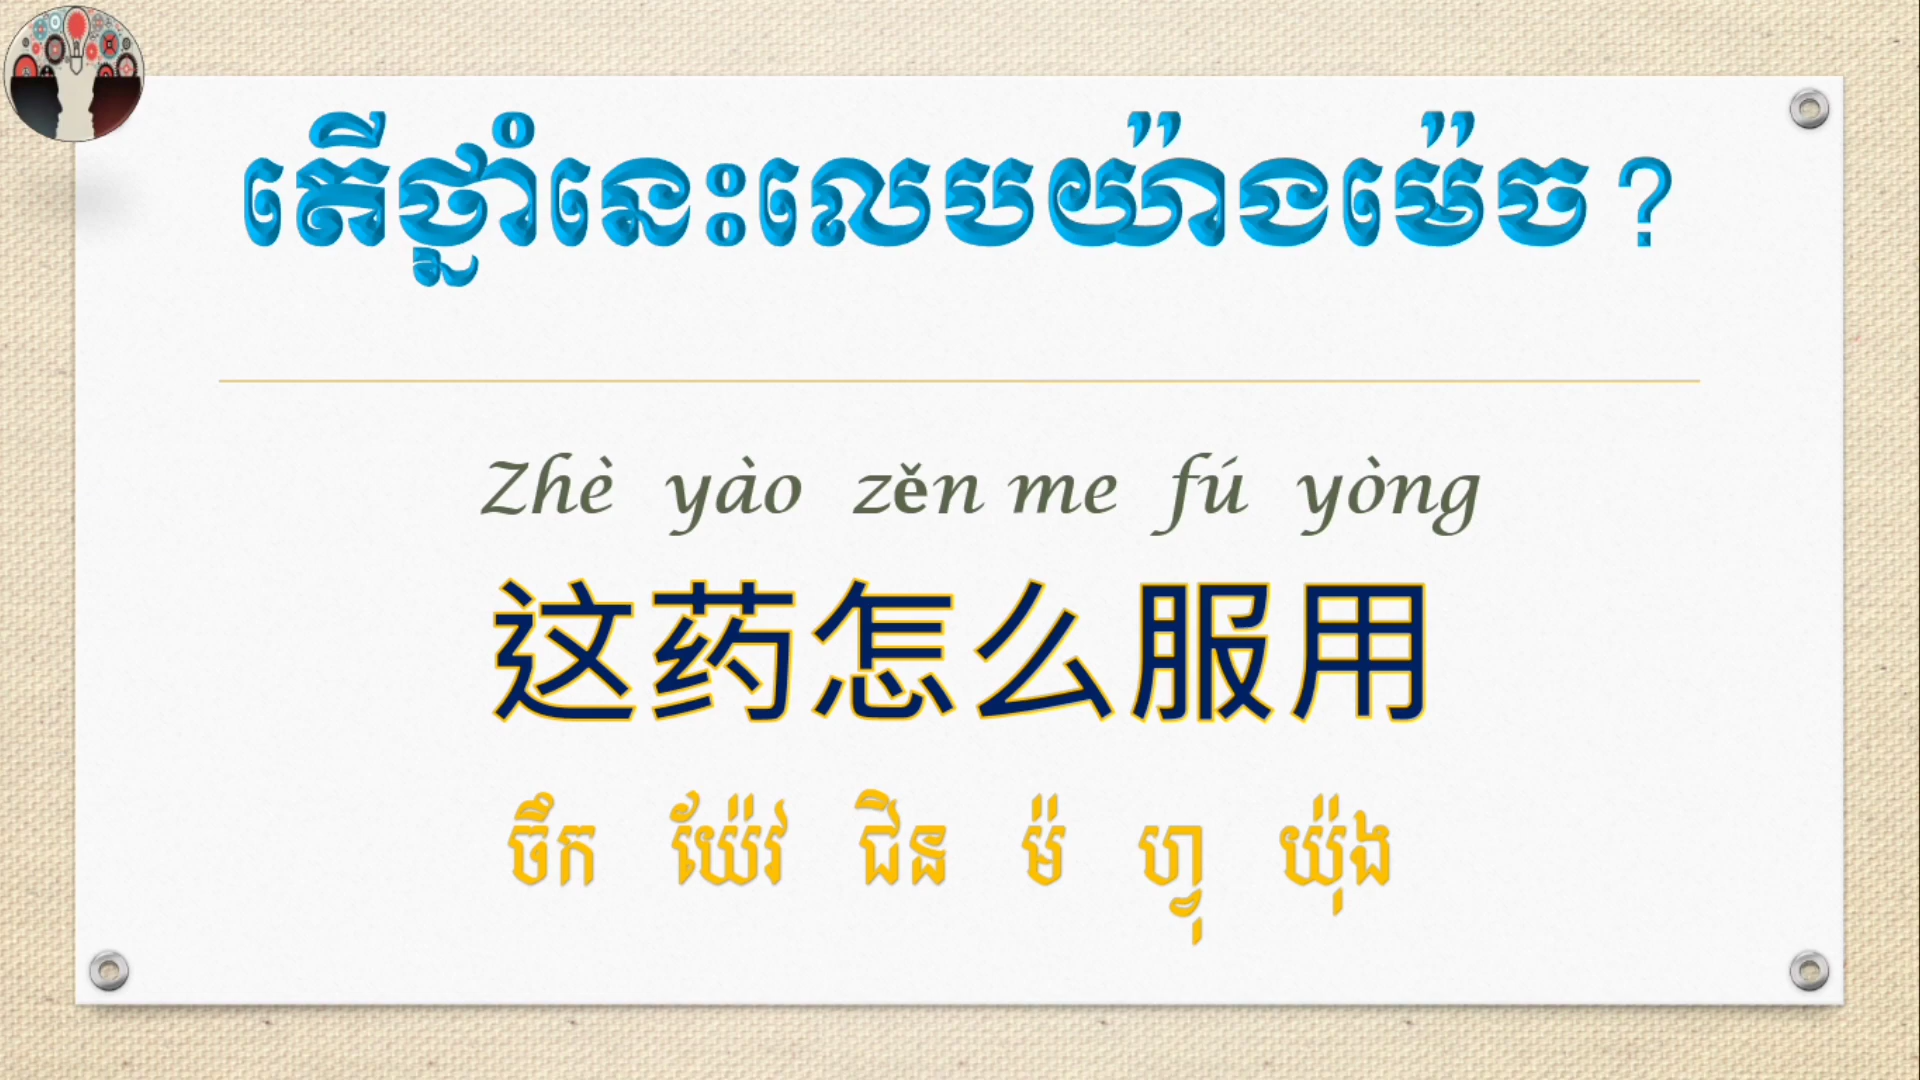 តើថ្នាំនេះលេបយ៉ាងម៉េច?
Zhè yào zěn me fú yòng
这药怎么服用
ចឹក យ៉ែវ ជិន ម៉ ហ្វុ យ៉ុង